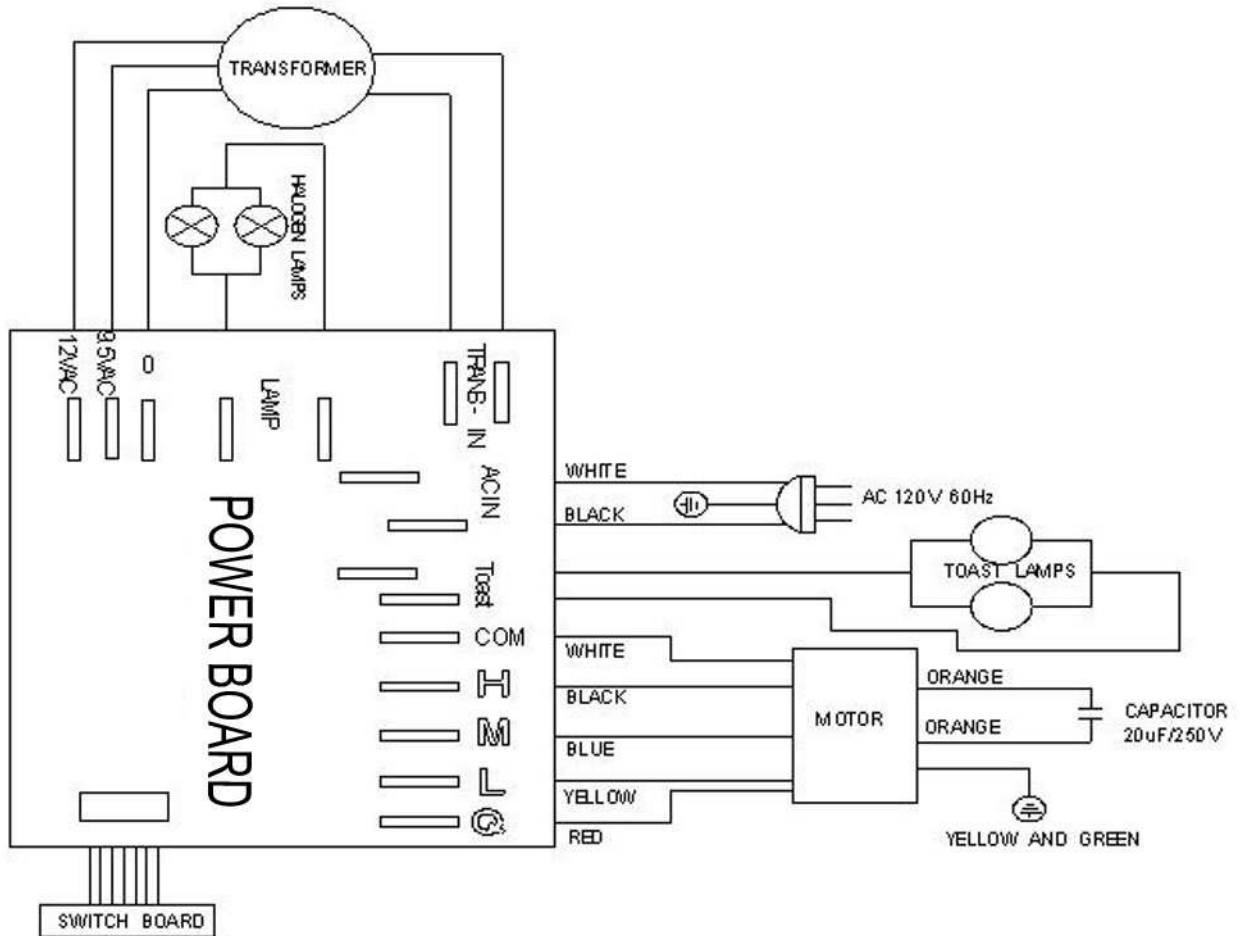 TRANSFORMER
HALOGEN LAMPS
12VAC
9.5VAC
0
LAMP
TRANB- IN
ACIN
WHITE
BLACK
AC 120V 60Hz
Toast
TOAST LAMPS
COM
WHITE
H
BLACK
M
BLUE
L
YELLOW
Q
RED
POWER BOARD
MOTOR
ORANGE
ORANGE
CAPACITOR
20uF/250V
YELLOW AND GREEN
SWITCH BOARD